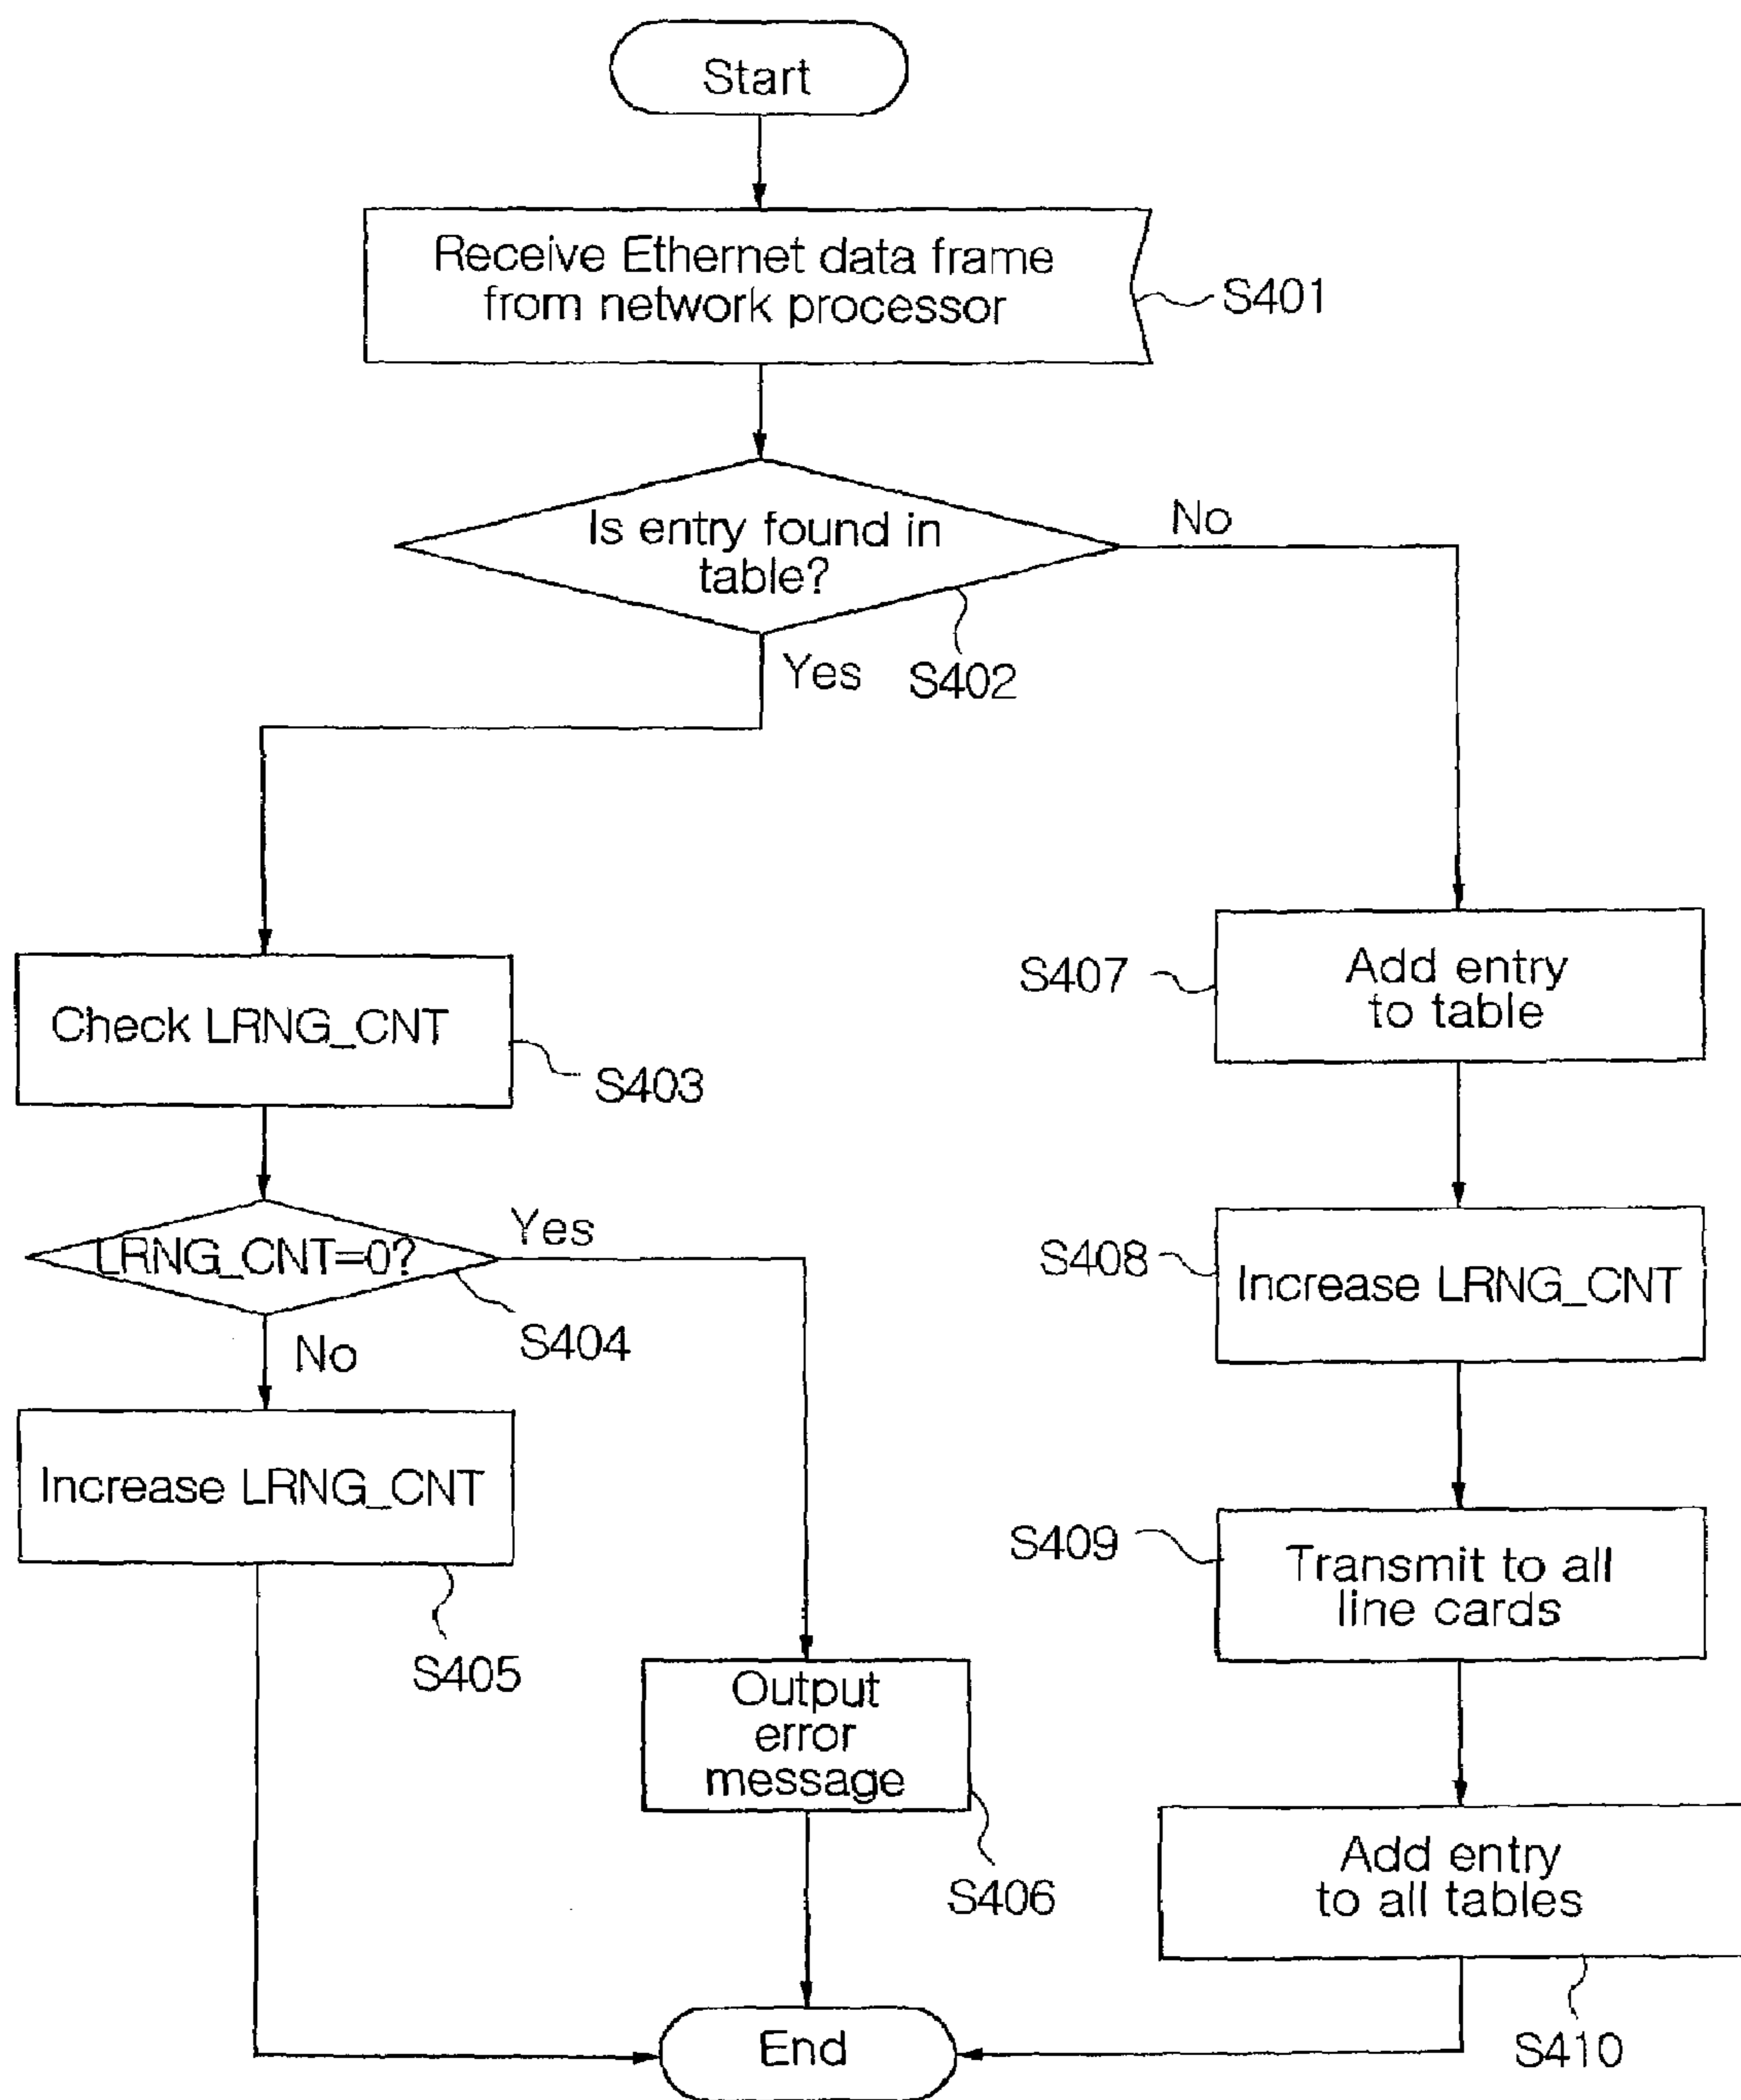 Start
Receive Ethernet data frame
from network processor
S401
Is entry found in
table?
No
Yes
S402
Check LRNG_CNT
S403
LRNG_CNT=0?
Yes
S404
No
Increase LRNG_CNT
S405
Output
error
message
S406
S407
Add entry
to table
S408
Increase LRNG_CNT
S409
Transmit to all
line cards
Add entry
to all tables
S410
End